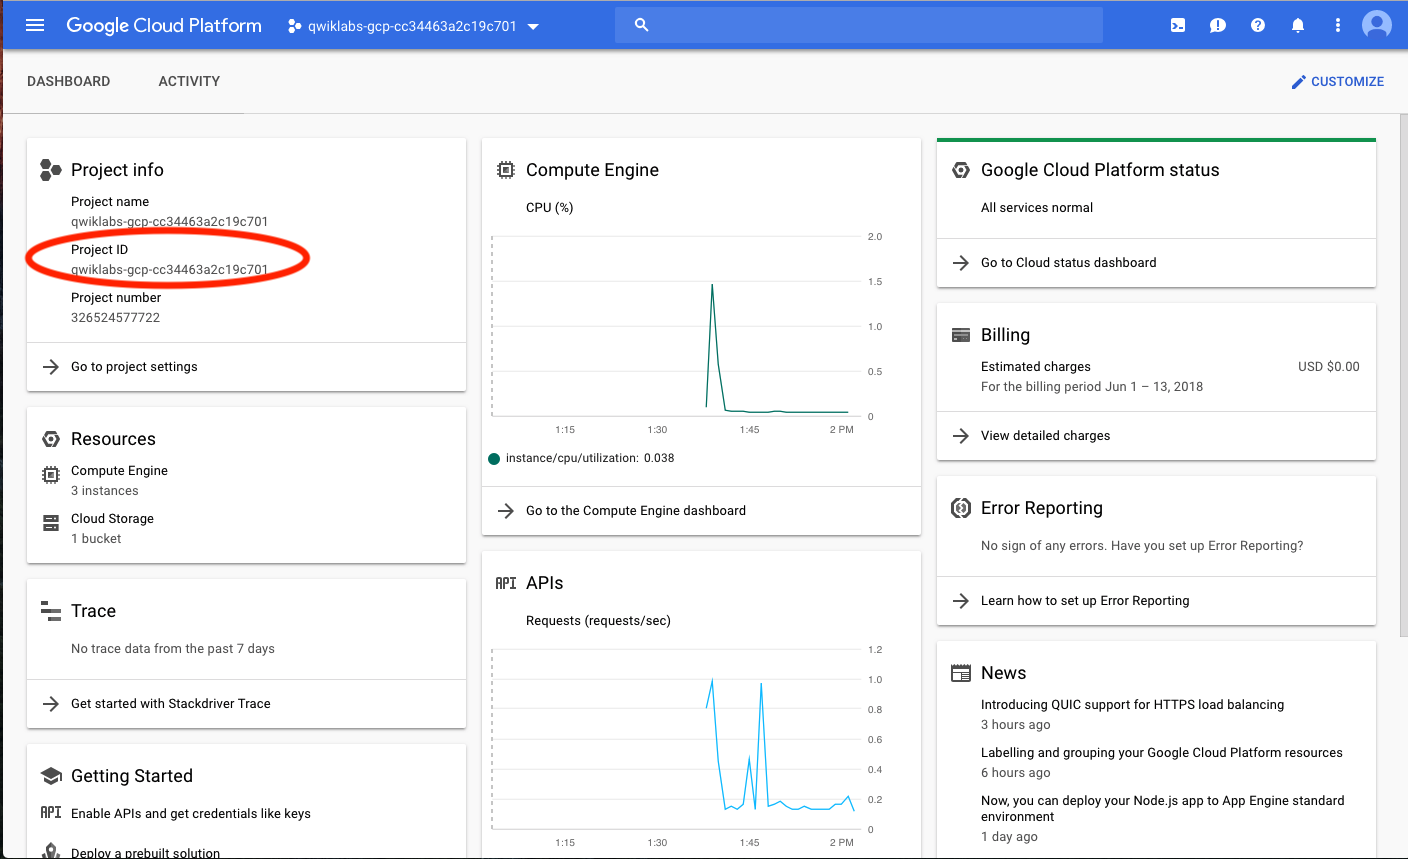 Google Cloud Platform
qwiklabs-gcp-cc34463a2c19c701
DASHBOARD
ACTIVITY
CUSTOMIZE
Project info
Project name
qwiklabs-gcp-cc34463a2c19c701
Project ID
qwiklabs-gcp-cc34463a2c19c701
Project number
326524577722
Go to project settings
Resources
Compute Engine
3 instances
Cloud Storage
1 bucket
Trace
No trace data from the past 7 days
Get started with Stackdriver Trace
Getting Started
API Enable APIs and get credentials like keys
Deploy a prebuilt solution
Compute Engine
CPU (%)
2.0
1.5
1.0
0.5
0
1:15 1:30 1:45 2 PM
instance/cpu/utilization: 0.038
Go to the Compute Engine dashboard
API APIs
Requests (requests/sec)
1.2
1.0
0.8
0.6
0.4
0.2
0
1:15 1:30 1:45 2 PM
Google Cloud Platform status
All services normal
Go to Cloud status dashboard
Billing
Estimated charges USD $0.00
For the billing period Jun 1 – 13, 2018
View detailed charges
Error Reporting
No sign of any errors. Have you set up Error Reporting?
Learn how to set up Error Reporting
News
Introducing QUIC support for HTTPS load balancing
3 hours ago
Labelling and grouping your Google Cloud Platform resources
6 hours ago
Now, you can deploy your Node.js app to App Engine standard
environment
1 day ago